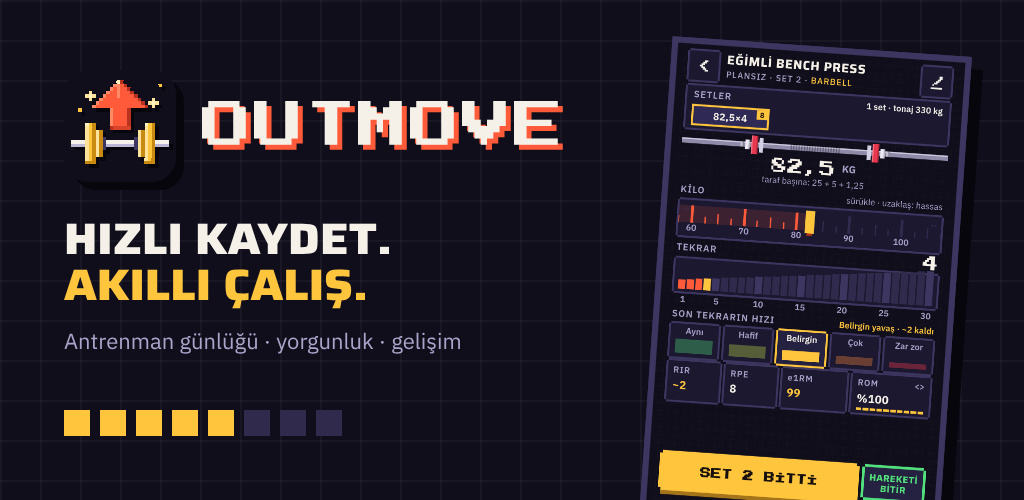 OUTMOVE
HIZLI KAYDET.
AKILLI ÇALIŞ.
Antrenman günlüğü · yorgunluk · gelişim
EĞİMLİ BENCH PRESS
PLANSIZ · SET 2 · BARBELL
SETLER
1 set · tonaj 330 kg
82,5×4 8
82,5 KG
taraf başına: 25 + 5 + 1,25
KİLO
sürükle · uzaklaş: hassas
60 70 80 90 100
TEKRAR
4
1 5 10 15 20 25 30
SON TEKRARIN HIZI
Belirgin yavaş · ~2 kaldı
Aynı Hafif Belirgin Çok Zar zor
RIR RPE e1RM ROM <>
~2 8 99 %100
SET 2 BİTTİ
HAREKETİ
BİTİR